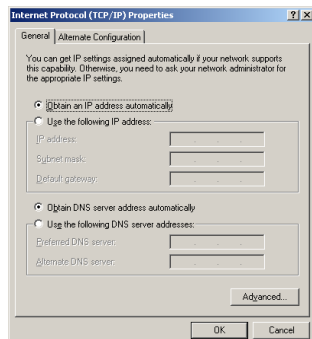 Internet Protocol (TCP/IP) Properties
General
Alternate Configuration
You can get IP settings assigned automatically if your network supports
this capability. Otherwise, you need to ask your network administrator for
the appropriate IP settings.
Obtain an IP address automatically
Use the following IP address:
IP address:
Subnet mask:
Default gateway:
Obtain DNS server address automatically
Use the following DNS server addresses:
Preferred DNS server:
Alternate DNS server:
Advanced...
OK
Cancel